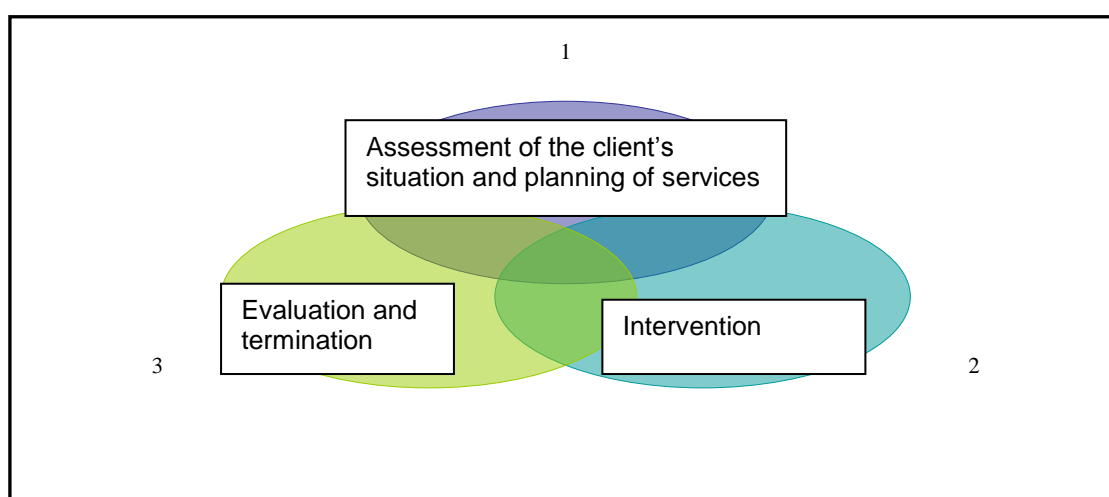 1
Assessment of the client’s
situation and planning of services
Evaluation and
termination
Intervention
3
2